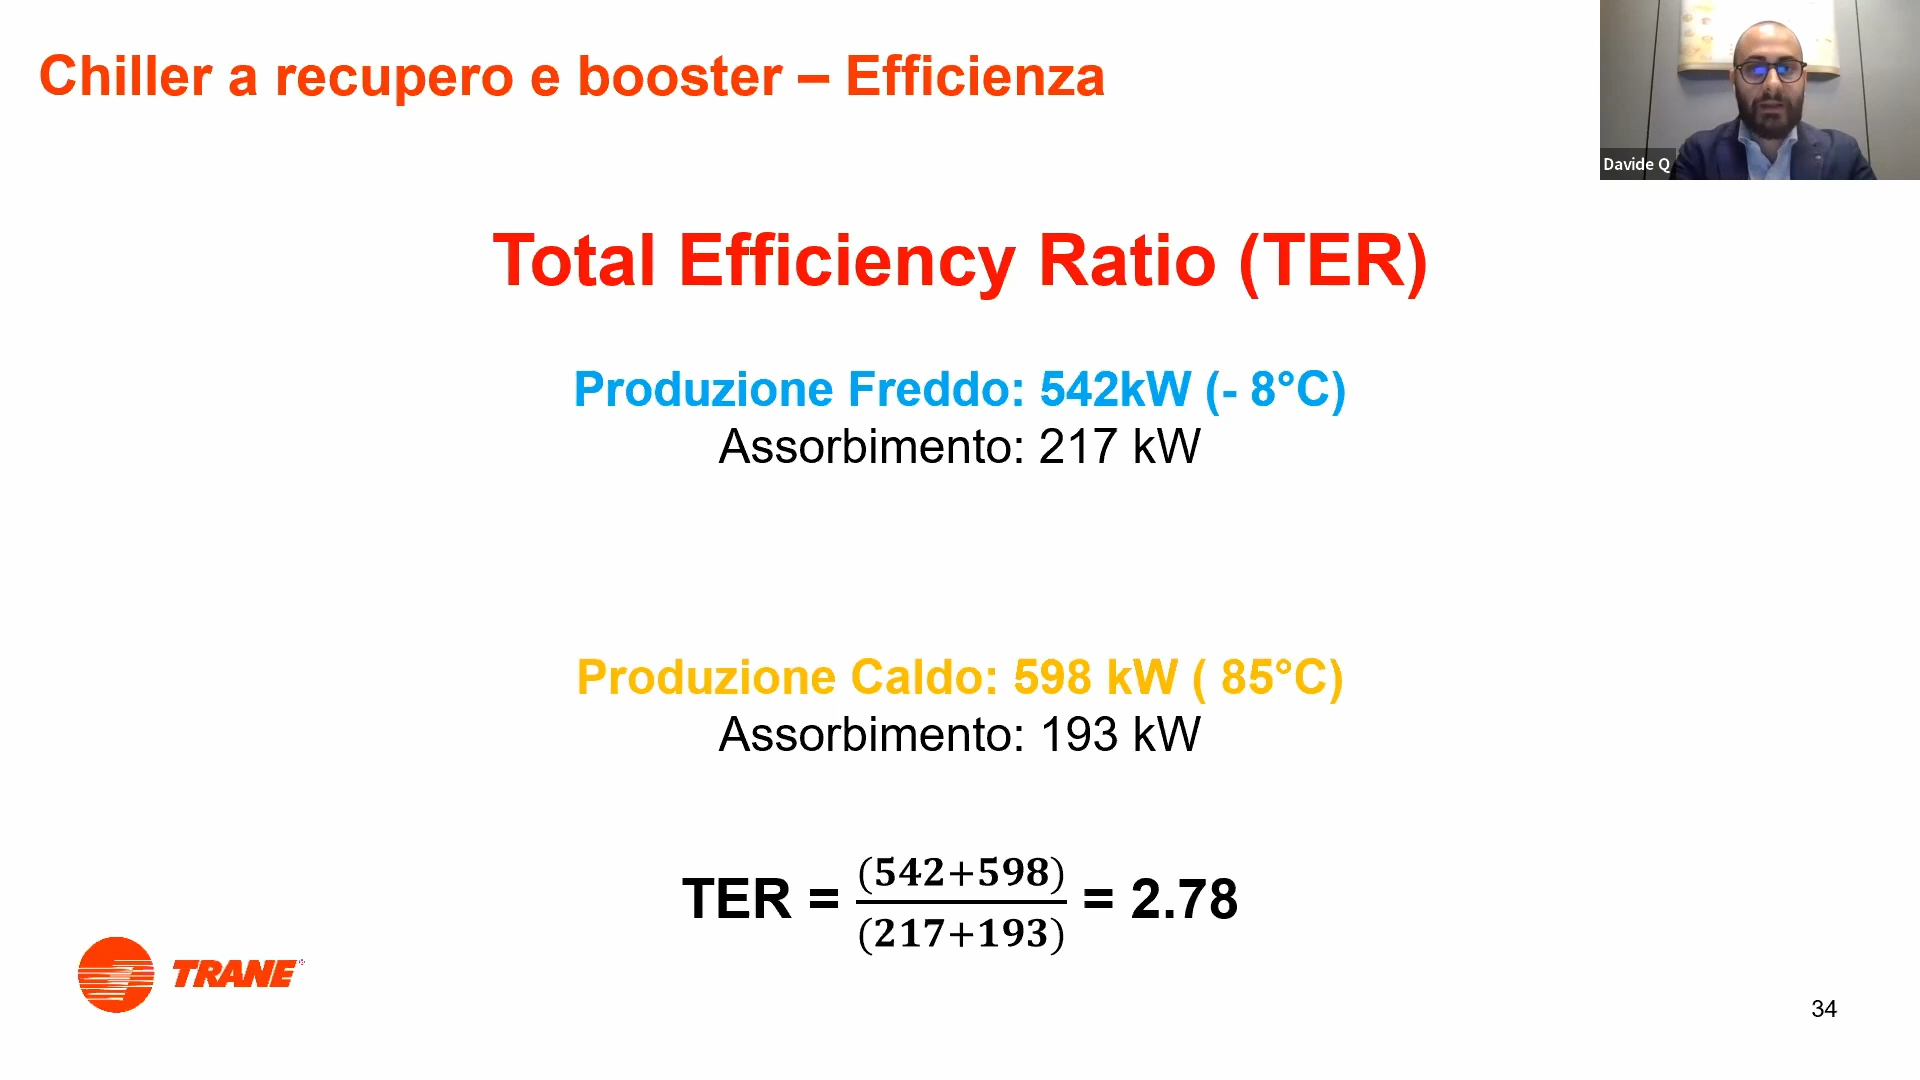 Chiller a recupero e booster – Efficienza
Davide Q
Total Efficiency Ratio (TER)
Produzione Freddo: 542kW (- 8°C)
Assorbimento: 217 kW
Produzione Caldo: 598 kW ( 85°C)
Assorbimento: 193 kW
TER = (542+598) / (217+193) = 2.78
TRANE
34